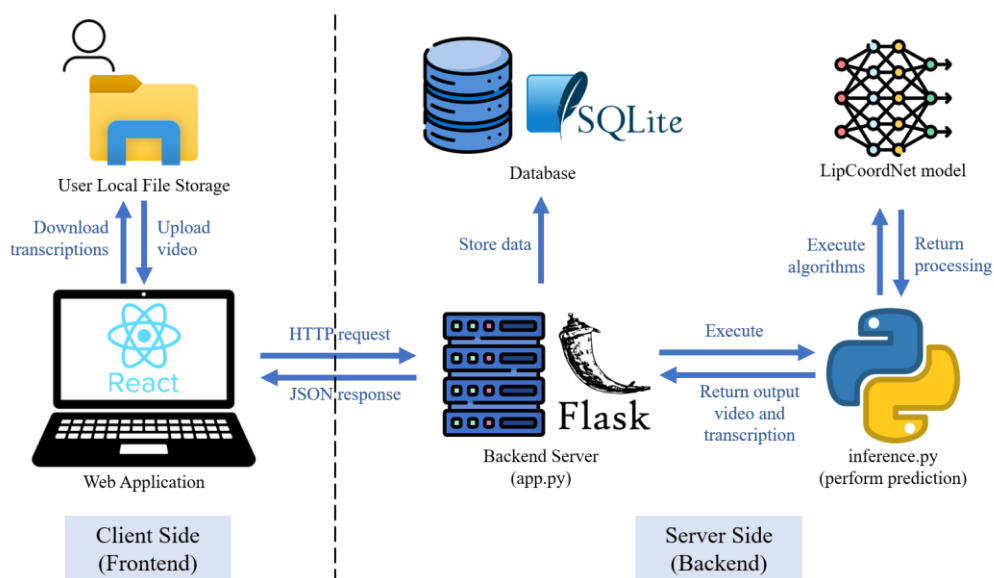 SQLite
Database
LipCoordNet model
User Local File Storage
Download
transcriptions
Upload
video
Store data
Execute
algorithms
Return
processing
React
HTTP request
JSON response
Flask
Execute
Return output
video and
transcription
Web Application
Backend Server
(app.py)
inference.py
(perform prediction)
Client Side
(Frontend)
Server Side
(Backend)